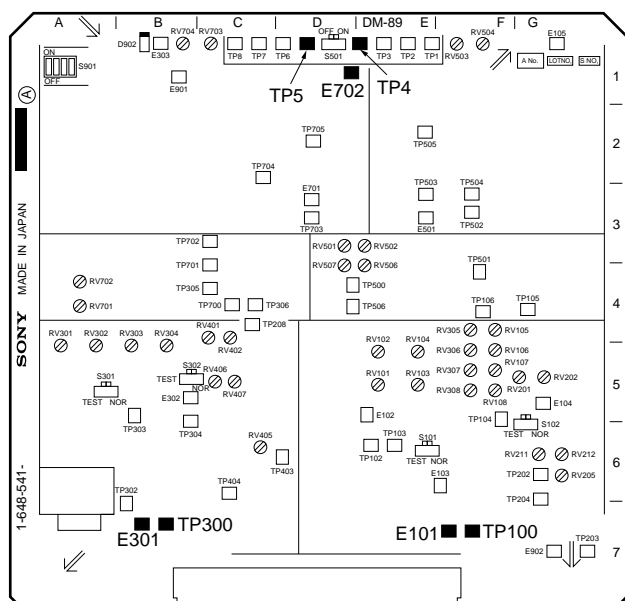 A B C D DM-89 E F G
RV704 RV703 OFF ON RV504 E105
D902 E303 TP8 TP7 TP6 S501 TP3 TP2 TP1 RV503
ON S901 OFF
A No. LOTNO. S NO.
E901 TP5 E702 TP4
1
A
TP705 TP505
2
TP704
E701 TP503 TP504
TP703 E501 TP502
3
TP702 RV501 RV502
TP701 RV507 RV506 TP501
RV702 TP305 TP500
RV701 TP700 TP306 TP506 TP106 TP105
4
TP208
RV301 RV302 RV303 RV304 RV401 RV402
RV102 RV104 RV305 RV105
RV306 RV106
S301 S302 TEST NOR RV406 RV407
RV101 RV103 RV307 RV107 RV202
RV308 RV201
5
TEST NOR E302 RV108 E104
TP303 TP304 E102 TP104 S102 TEST NOR
RV405 TP102 TP103 S101 TEST NOR
TP403 RV211 RV212
6
E103 TP202 RV205
TP302 TP404 TP204
E301 TP300 E101 TP100
E902 TP203
7
SONY MADE IN JAPAN
1-648-541-